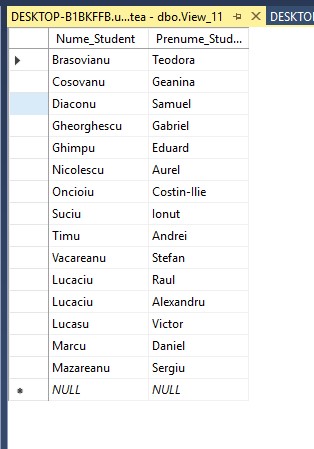 DESKTOP-B1BKFFB.u...tea - dbo.View_11 DESKTO
Nume_Student Prenume_Stud...
Brasovianu Teodora
Cosovanu Geanina
Diaconu Samuel
Gheorghescu Gabriel
Ghimpu Eduard
Nicolescu Aurel
Oncioiu Costin-Ilie
Suciu Ionut
Timu Andrei
Vacareanu Stefan
Lucaciu Raul
Lucaciu Alexandru
Lucasu Victor
Marcu Daniel
Mazareanu Sergiu
NULL NULL